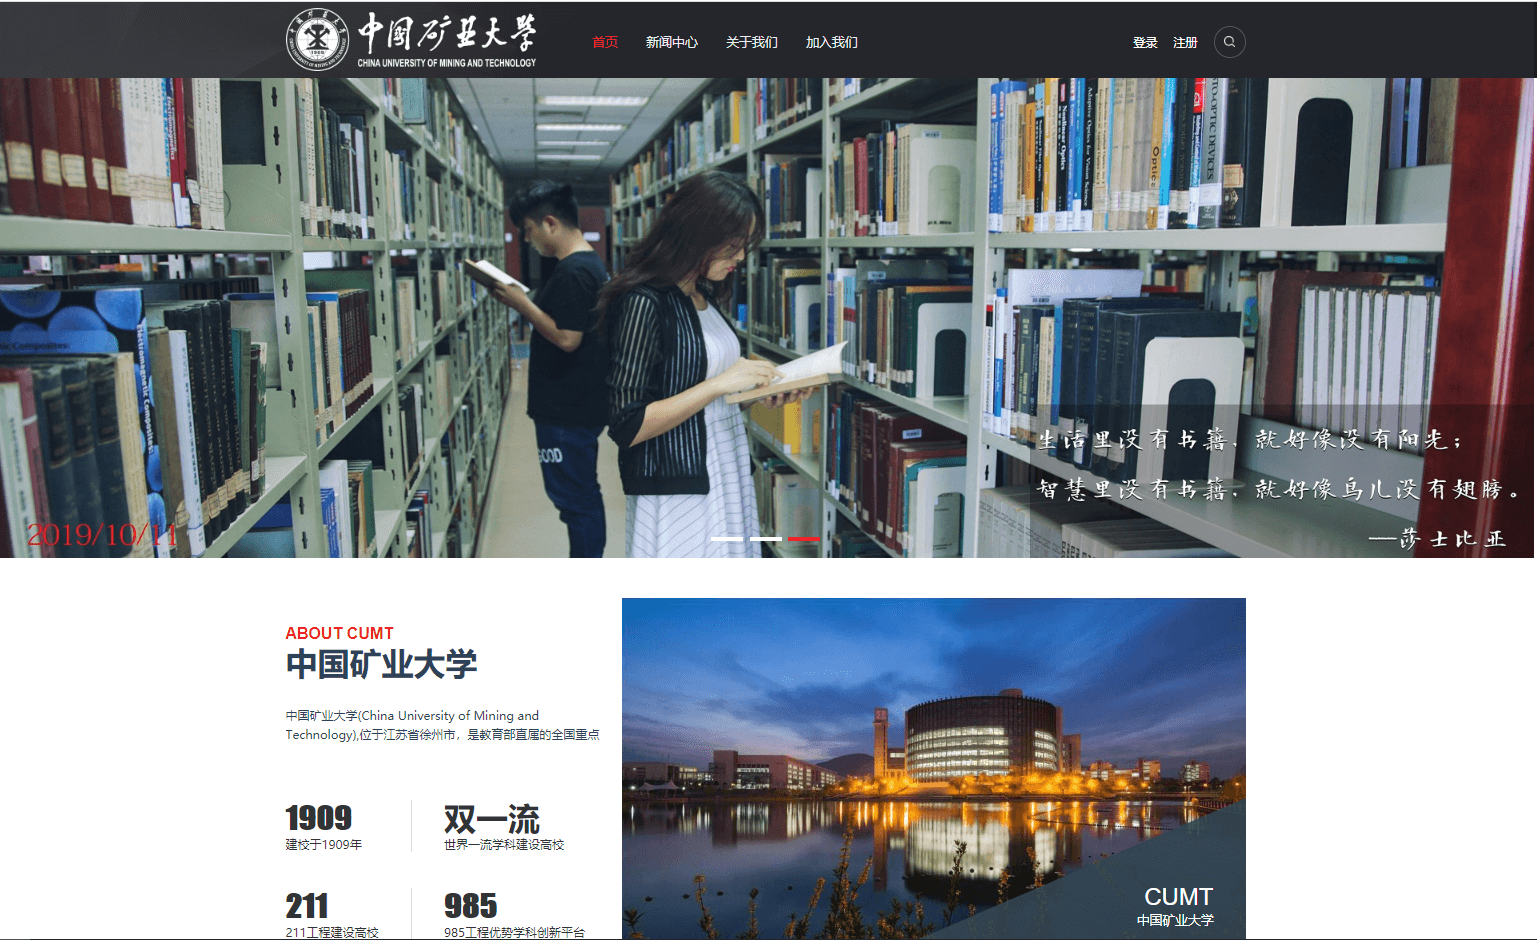 中国矿业大学
CHINA UNIVERSITY OF MINING AND TECHNOLOGY
首页 新闻中心 关于我们 加入我们
登录 注册
生活里没有书籍，就好像没有阳光；
智慧里没有书籍，就好像鸟儿没有翅膀。
—莎士比亚
GOOD
2019/10/11
ABOUT CUMT
中国矿业大学
中国矿业大学(China University of Mining and
Technology),位于江苏省徐州市，是教育部直属的全国重点
1909
建校于1909年
双一流
世界一流学科建设高校
211
211工程建设高校
985
985工程优势学科创新平台
CUMT
中国矿业大学